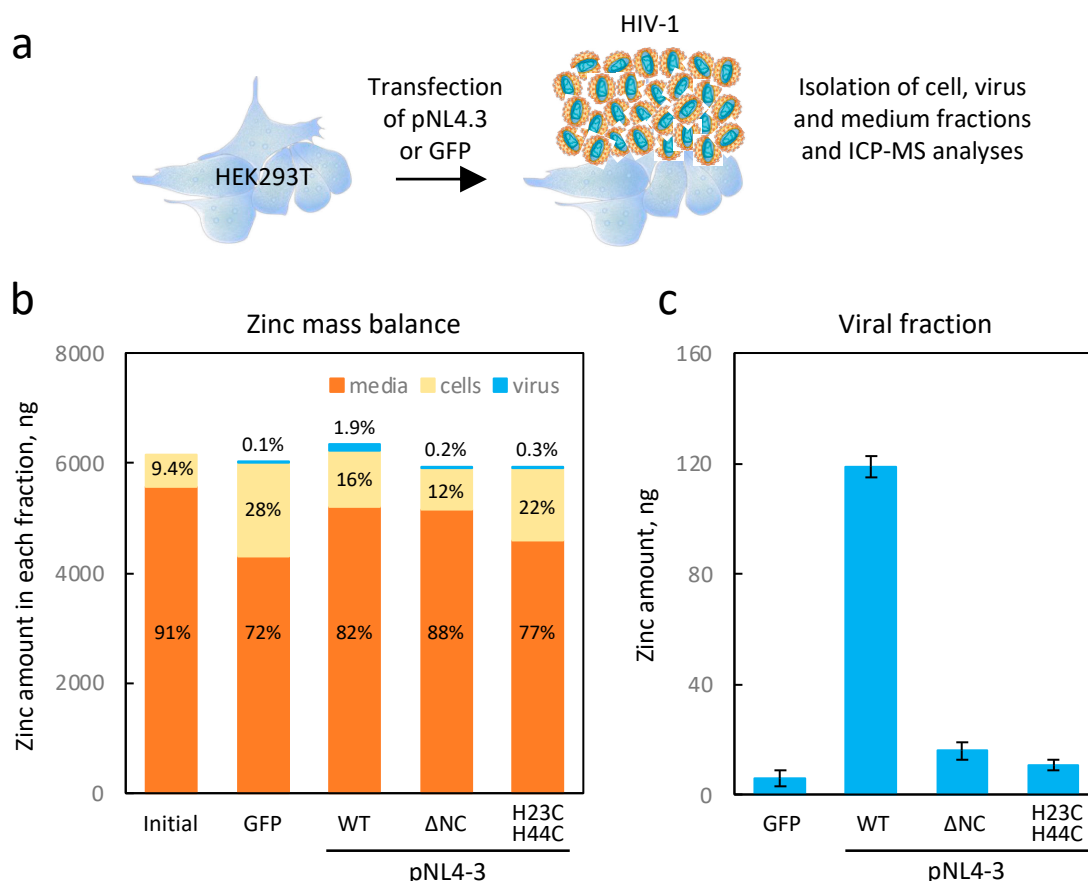 a
HIV-1
Transfection
of pNL4.3
or GFP
HEK293T
Isolation of cell, virus
and medium fractions
and ICP-MS analyses
b
Zinc mass balance
Zinc amount in each fraction, ng
8000
6000
4000
2000
0
media cells virus
9.4%
91%
0.1%
28%
72%
1.9%
16%
82%
0.2%
12%
88%
0.3%
22%
77%
Initial GFP WT ΔNC H23C
H44C
pNL4-3
c
Viral fraction
Zinc amount, ng
160
120
80
40
0
GFP WT ΔNC H23C
H44C
pNL4-3